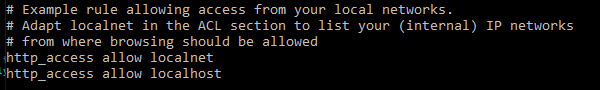 # Example rule allowing access from your local networks.
# Adapt localnet in the ACL section to list your (internal) IP networks
# from where browsing should be allowed
http_access allow localnet
http_access allow localhost